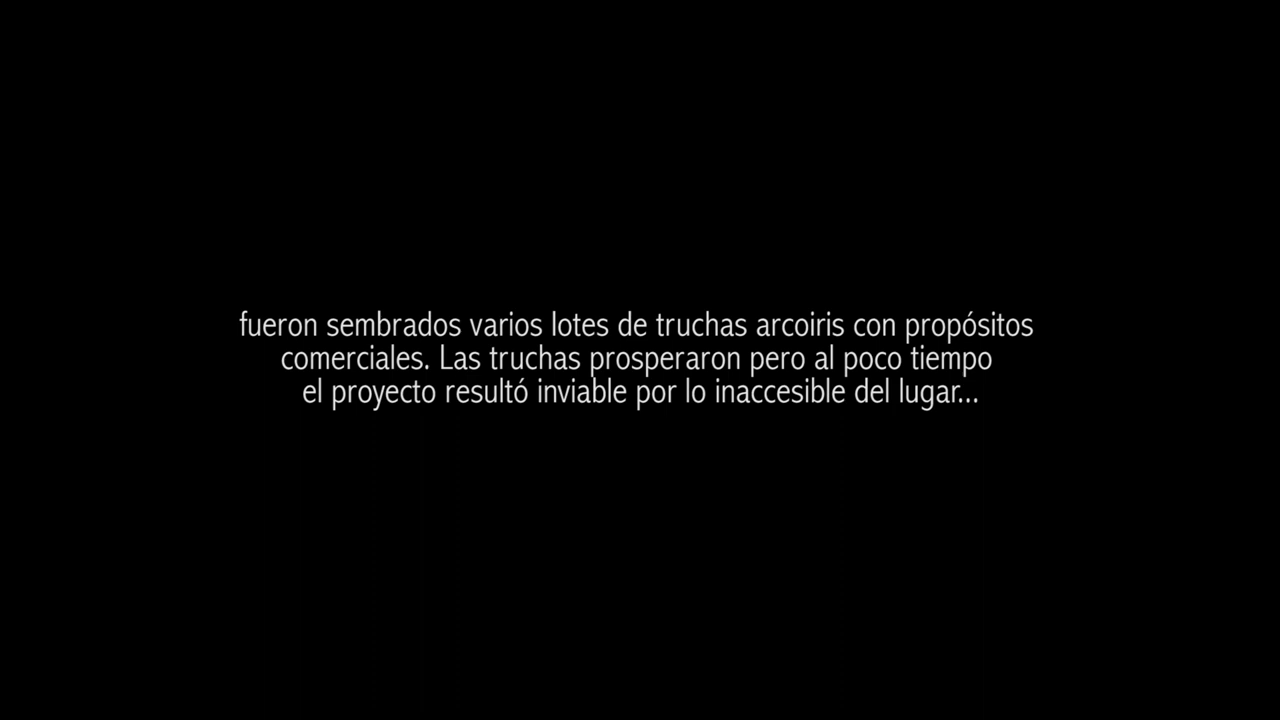 fueron sembrados varios lotes de truchas arcoiris con propósitos
comerciales. Las truchas prosperaron pero al poco tiempo
el proyecto resultó inviable por lo inaccesible del lugar...